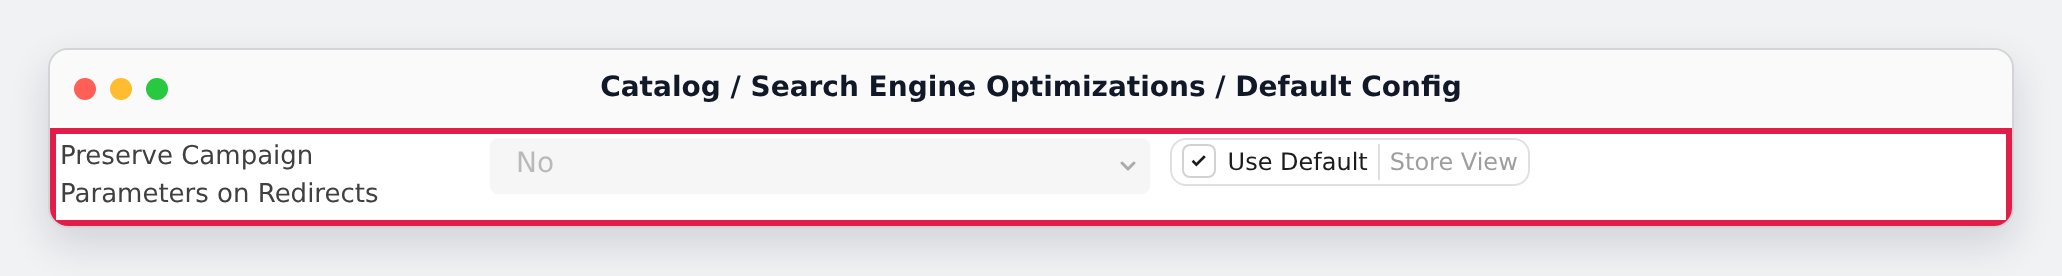 Catalog / Search Engine Optimizations / Default Config
Preserve Campaign
Parameters on Redirects
No
Use Default
Store View